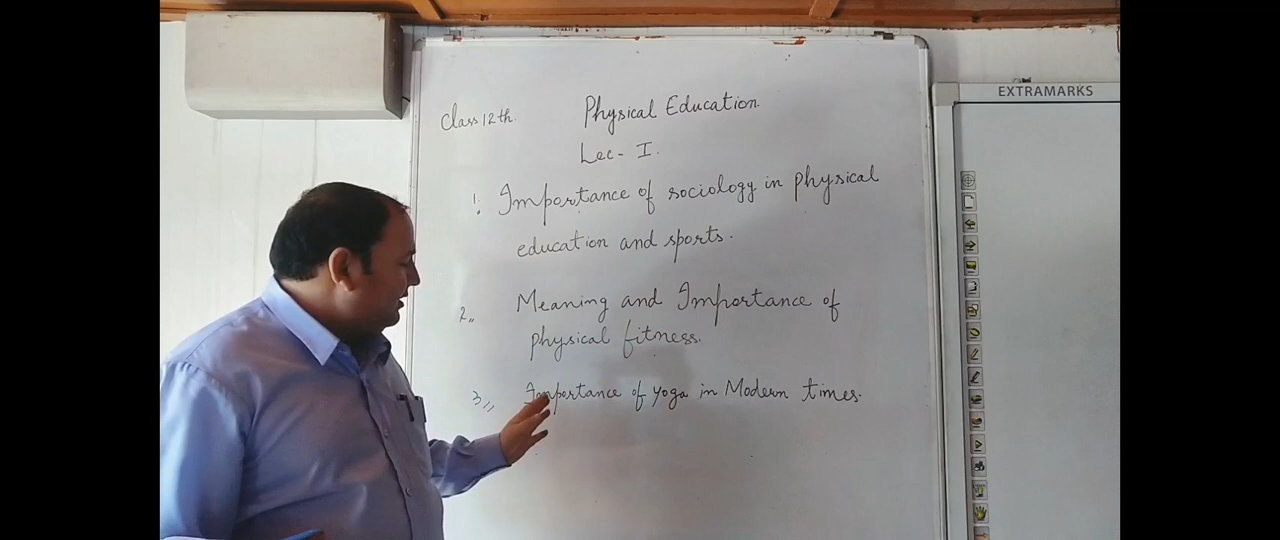 Class 12th.
Physical Education
Lec- I.
1. Importance of sociology in physical
education and sports.
2,, Meaning and Importance of
physical fitness.
3,, Importance of yoga in Modern times.
EXTRAMARKS